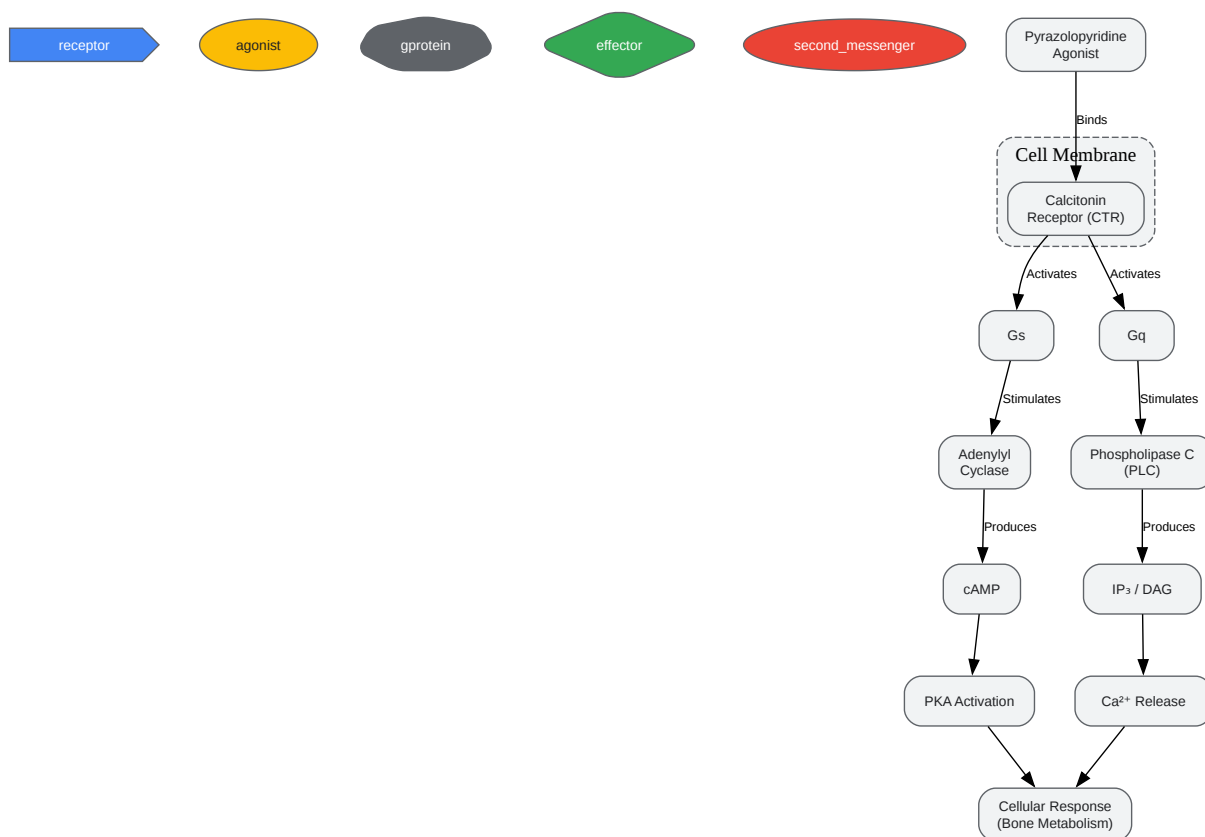 receptor
agonist
gprotein
effector
second_messenger
Pyrazolopyridine
Agonist
Binds
Cell Membrane
Calcitonin
Receptor (CTR)
Activates
Activates
Gs
Gq
Stimulates
Stimulates
Adenylyl
Cyclase
Phospholipase C
(PLC)
Produces
Produces
cAMP
IP₃ / DAG
PKA Activation
Ca²⁺ Release
Cellular Response
(Bone Metabolism)